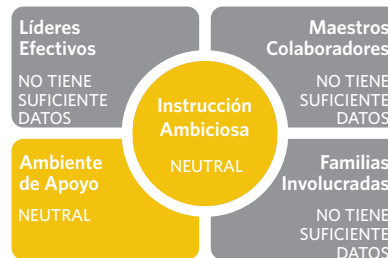 Líderes
Efectivos
NO TIENE
SUFICIENTE
DATOS
Maestros
Colaboradores
NO TIENE
SUFICIENTE
DATOS
Instrucción
Ambiciosa
NEUTRAL
Ambiente
de Apoyo
NEUTRAL
Familias
Involucradas
NO TIENE
SUFICIENTE
DATOS